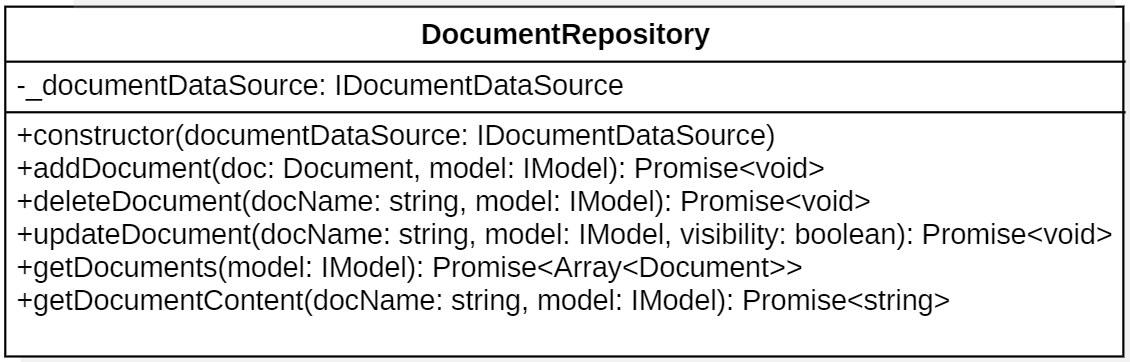 DocumentRepository
-_documentDataSource: IDocumentDataSource
+constructor(documentDataSource: IDocumentDataSource)
+addDocument(doc: Document, model: IModel): Promise<void>
+deleteDocument(docName: string, model: IModel): Promise<void>
+updateDocument(docName: string, model: IModel, visibility: boolean): Promise<void>
+getDocuments(model: IModel): Promise<Array<Document>>
+getDocumentContent(docName: string, model: IModel): Promise<string>